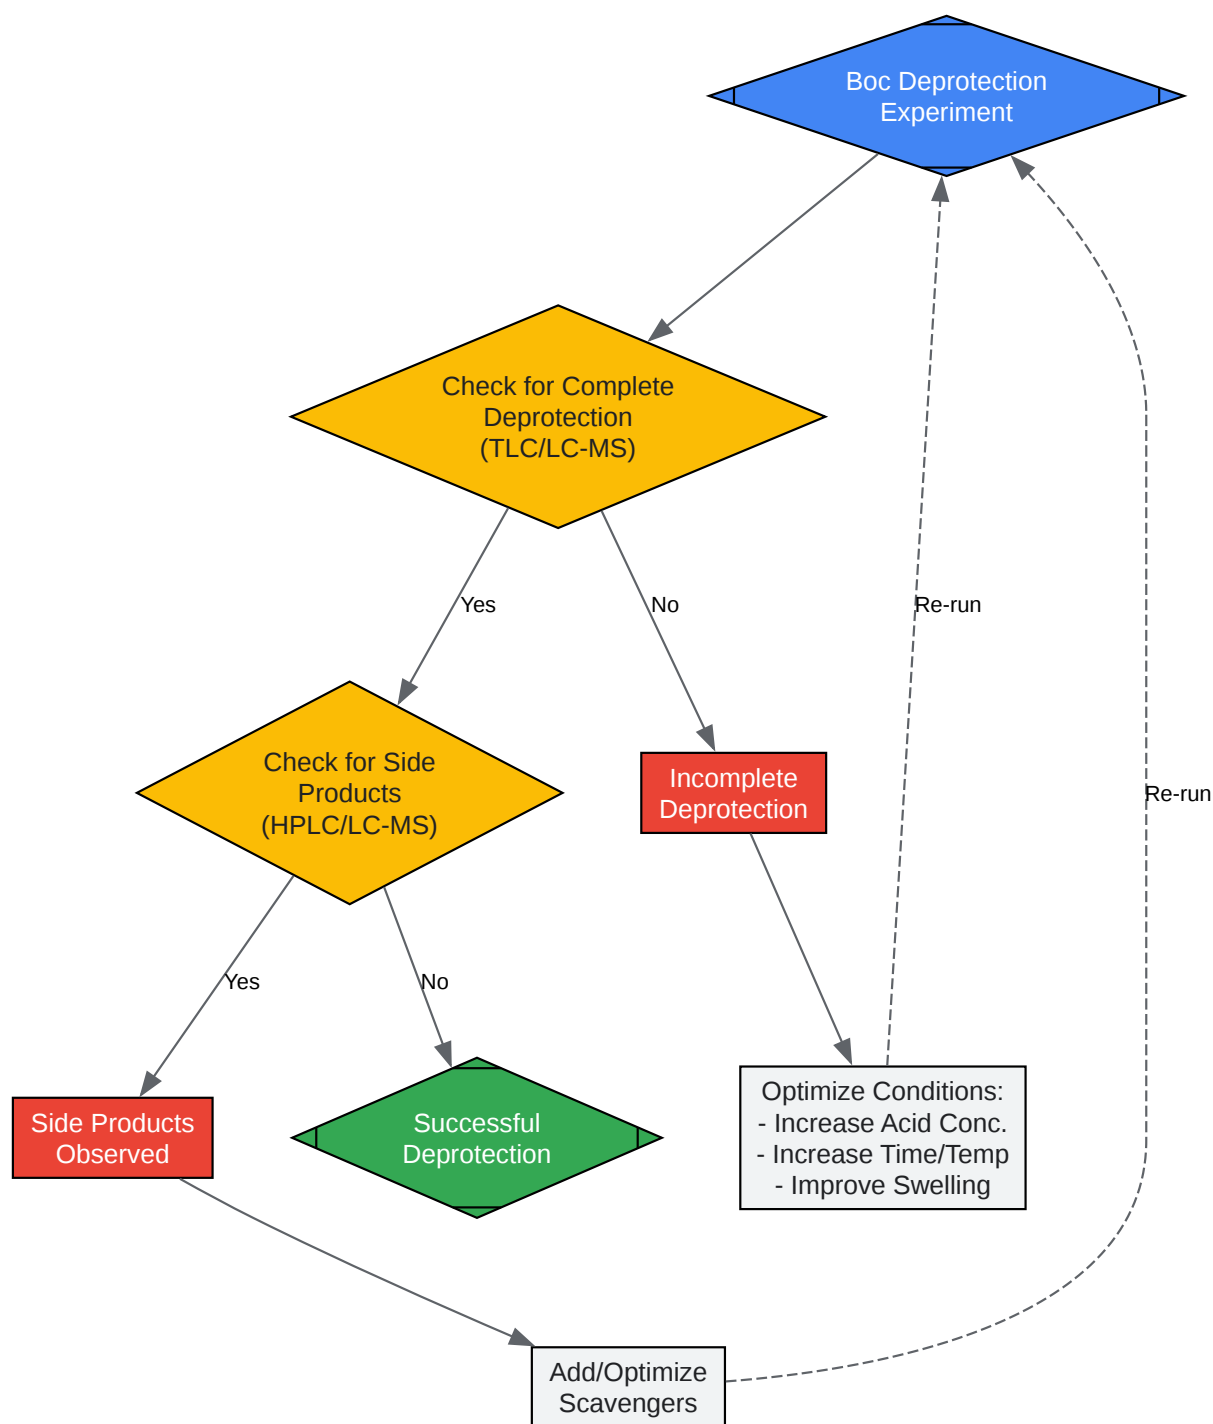 Boc Deprotection
Experiment
Check for Complete
Deprotection
(TLC/LC-MS)
Yes
No
Re-run
Check for Side
Products
(HPLC/LC-MS)
Incomplete
Deprotection
Re-run
Yes
No
Side Products
Observed
Successful
Deprotection
Optimize Conditions:
- Increase Acid Conc.
- Increase Time/Temp
- Improve Swelling
Add/Optimize
Scavengers